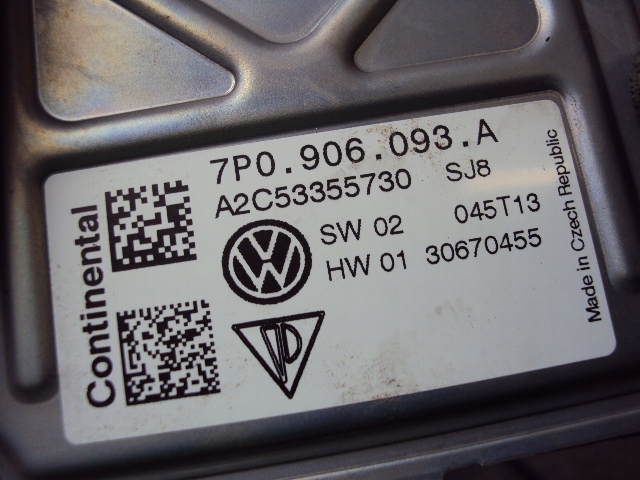 7P0.906.093.A
A2C53355730 SJ8
SW 02 045T13
HW 01 30670455
Continental
Made in Czech Republic